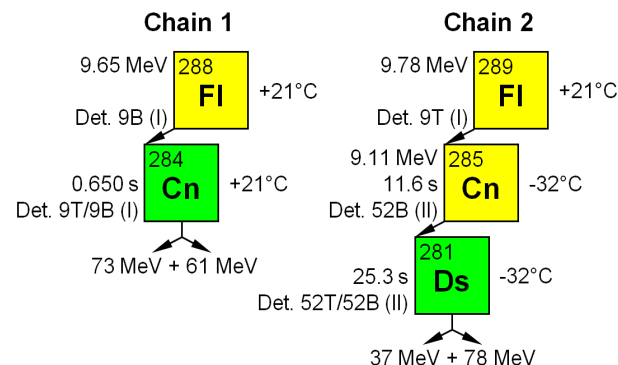 Chain 1
9.65 MeV
288
Fl
+21°C
Det. 9B (I)
284
0.650 s
Cn
+21°C
Det. 9T/9B (I)
73 MeV + 61 MeV
Chain 2
9.78 MeV
289
Fl
+21°C
Det. 9T (I)
9.11 MeV
285
11.6 s
Cn
-32°C
Det. 52B (II)
281
25.3 s
Ds
-32°C
Det. 52T/52B (II)
37 MeV + 78 MeV